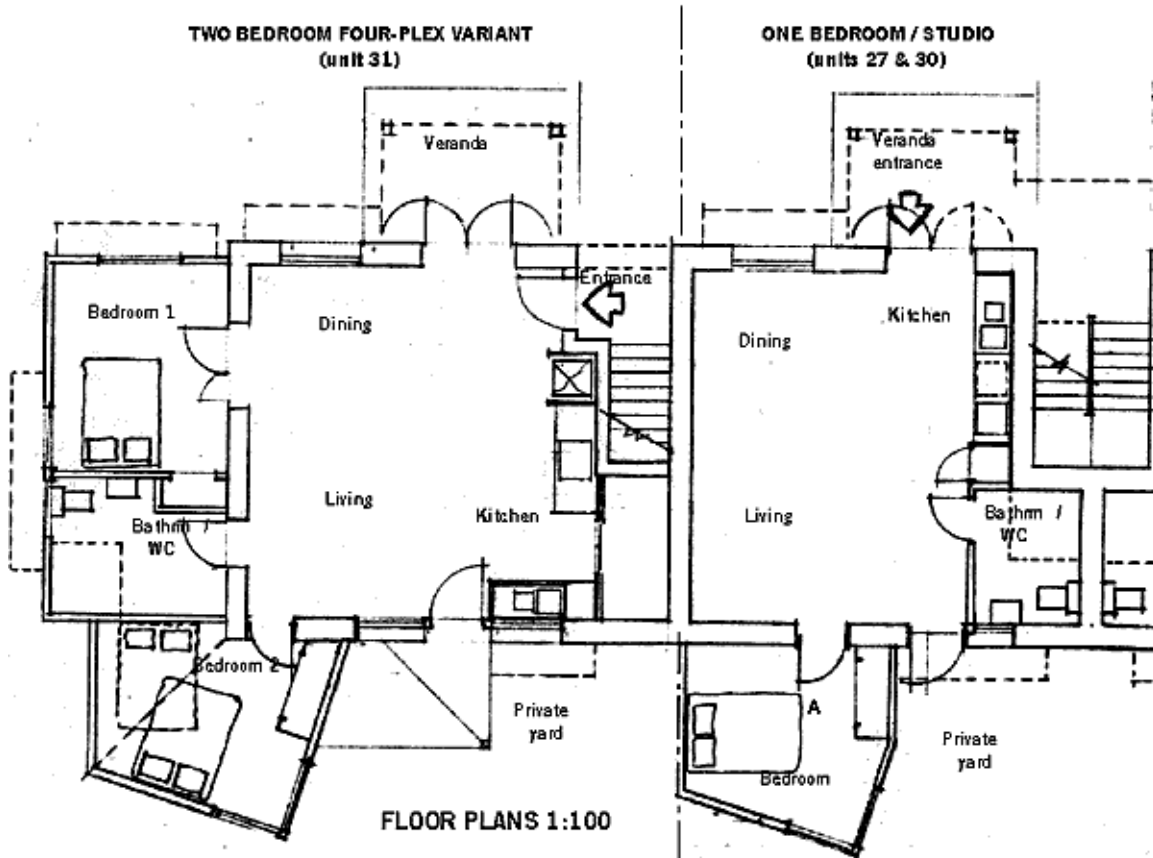 TWO BEDROOM FOUR-PLEX VARIANT
(unit 31)
ONE BEDROOM / STUDIO
(units 27 & 30)
Veranda
Veranda
entrance
Entrance
Bedroom 1
Dining
Kitchen
Dining
Living
Kitchen
Bathrm /
WC
Living
Bathrm /
WC
Bedroom 2
Private
yard
A
Bedroom
Private
yard
FLOOR PLANS 1:100